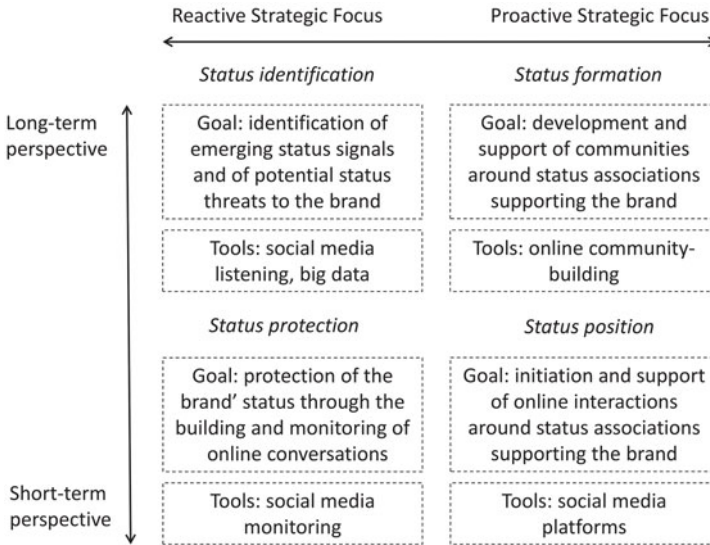 Reactive Strategic Focus
Proactive Strategic Focus
Status identification
Status formation
Long-term
perspective
Goal: identification of
emerging status signals
and of potential status
threats to the brand
Goal: development and
support of communities
around status associations
supporting the brand
Tools: social media
listening, big data
Tools: online community-
building
Status protection
Status position
Goal: protection of the
brand’ status through the
building and monitoring of
online conversations
Goal: initiation and support
of online interactions
around status associations
supporting the brand
Short-term
perspective
Tools: social media
monitoring
Tools: social media
platforms